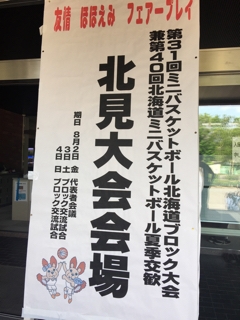 友情 ほほえみ フェアープレイ
第31回ミニバスケットボール北海道ブロック大会
兼第40回北海道ミニバスケットボール夏季交歓
北見大会会場
期日 8月2日 金 代表者会議
3日 土 ブロック交流試合
4日 日 ブロック交流試合